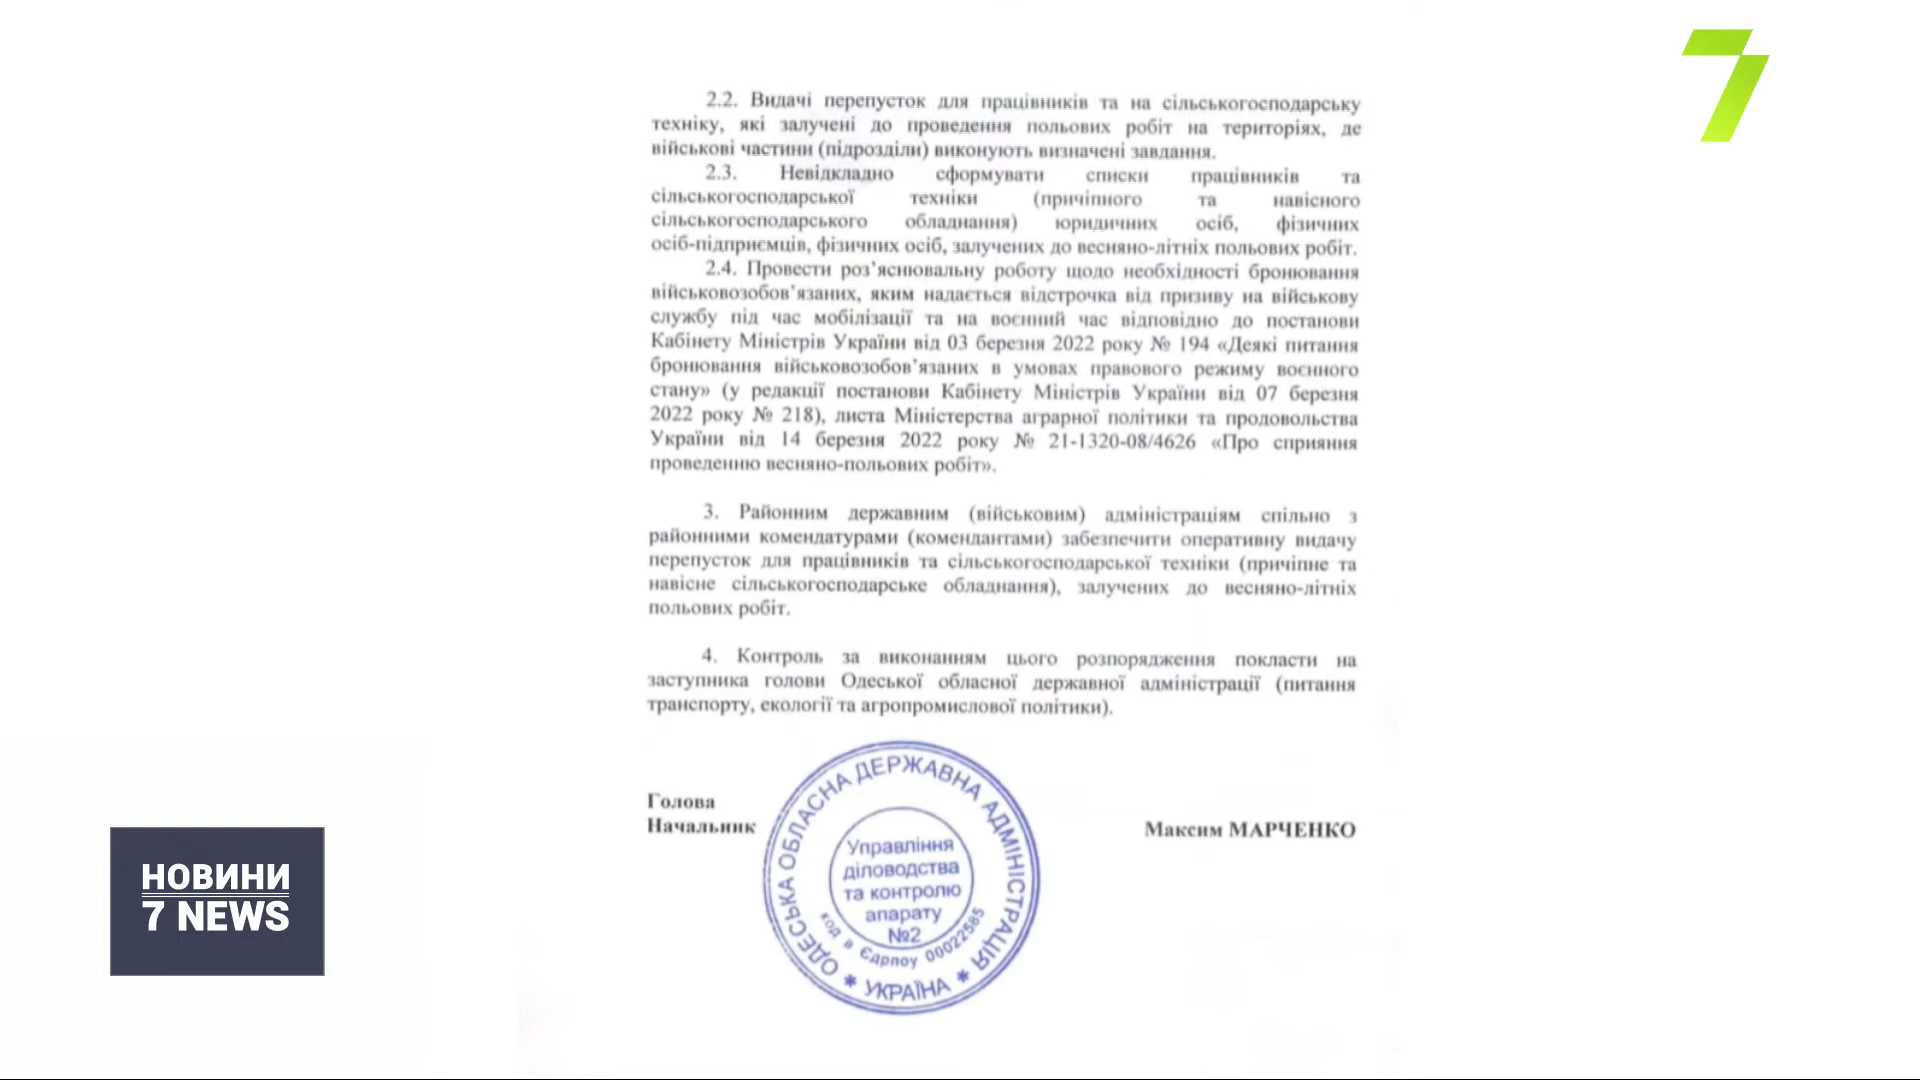 7
2.2. Видачі перепусток для працівників та на сільськогосподарську
техніку, які залучені до проведення польових робіт на територіях, де
військові частини (підрозділи) виконують визначені завдання.
2.3. Невідкладно сформувати списки працівників та
сільськогосподарської техніки (причіпного та навісного
сільськогосподарського обладнання) юридичних осіб, фізичних
осіб-підприємців, фізичних осіб, залучених до весняно-літніх польових робіт.
2.4. Провести роз’яснювальну роботу щодо необхідності бронювання
військовозобов’язаних, яким надається відстрочка від призиву на військову
службу під час мобілізації та на воєнний час відповідно до постанови
Кабінету Міністрів України від 03 березня 2022 року № 194 «Деякі питання
бронювання військовозобов’язаних в умовах правового режиму воєнного
стану» (у редакції постанови Кабінету Міністрів України від 07 березня
2022 року № 218), листа Міністерства аграрної політики та продовольства
України від 14 березня 2022 року № 21-1320-08/4626 «Про сприяння
проведенню весняно-польових робіт».
3. Районним державним (військовим) адміністраціям спільно з
районними комендатурами (комендантами) забезпечити оперативну видачу
перепусток для працівників та сільськогосподарської техніки (причіпне та
навісне сільськогосподарське обладнання), залучених до весняно-літніх
польових робіт.
4. Контроль за виконанням цього розпорядження покласти на
заступника голови Одеської обласної державної адміністрації (питання
транспорту, екології та агропромислової політики).
Голова
Начальник
Максим МАРЧЕНКО
ОДЕСЬКА ОБЛАСНА ДЕРЖАВНА АДМІНІСТРАЦІЯ
* УКРАЇНА *
Управління
діловодства
та контролю
апарату
№2
код в Єдрпоу 00022585
НОВИНИ
7 NEWS